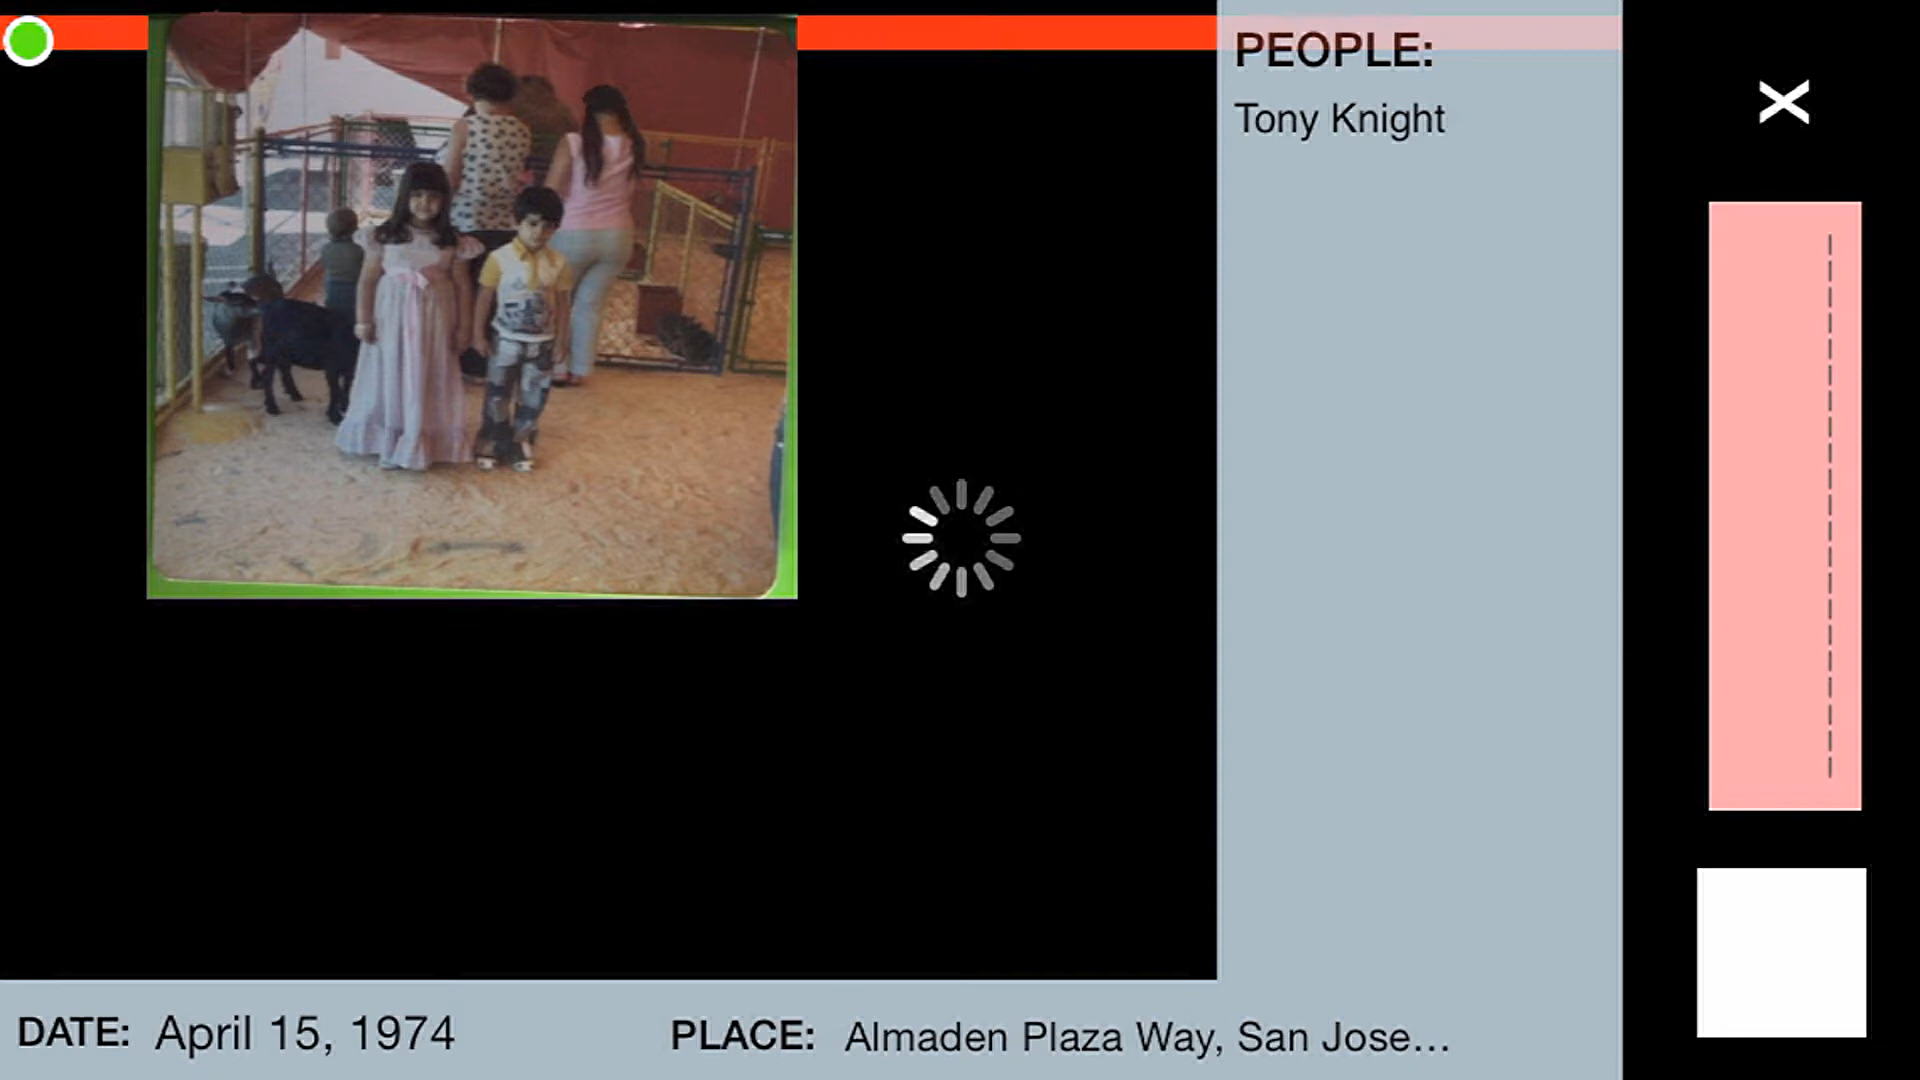 PEOPLE:
Tony Knight
DATE: April 15, 1974
PLACE: Almaden Plaza Way, San Jose...